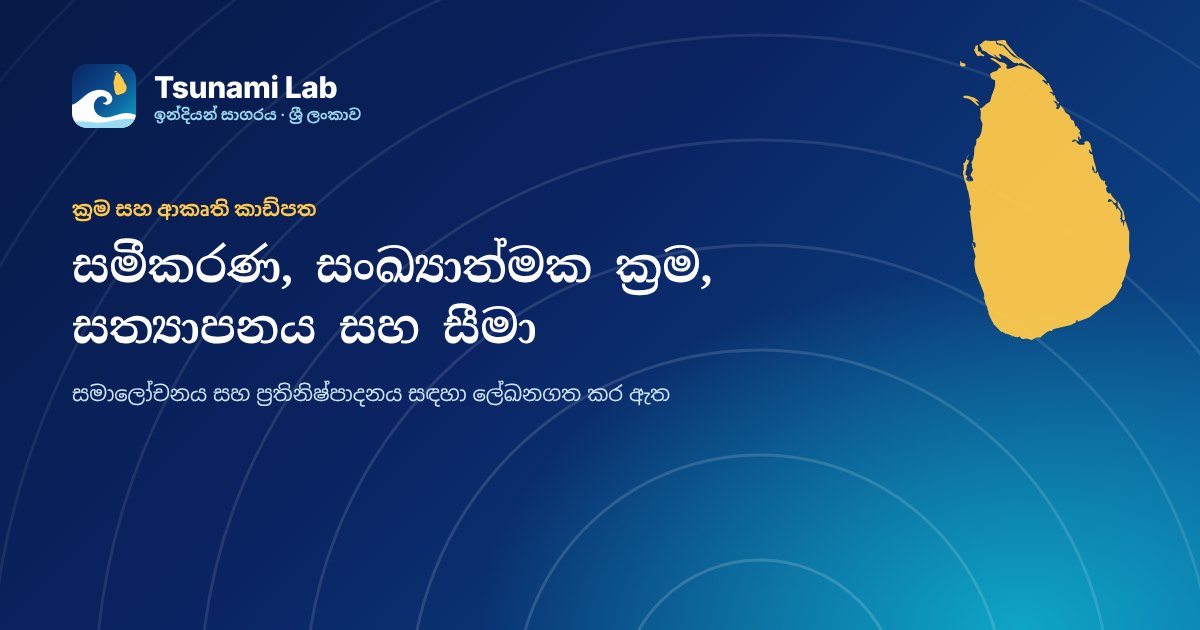 Tsunami Lab
ඉන්දියන් සාගරය · ශ්‍රී ලංකාව
ක්‍රම සහ ආකෘති කාඩ්පත
සමීකරණ, සංඛ්‍යාත්මක ක්‍රම,
සත්‍යාපනය සහ සීමා
සමාලෝචනය සහ ප්‍රතිනිෂ්පාදනය සඳහා ලේඛනගත කර ඇත